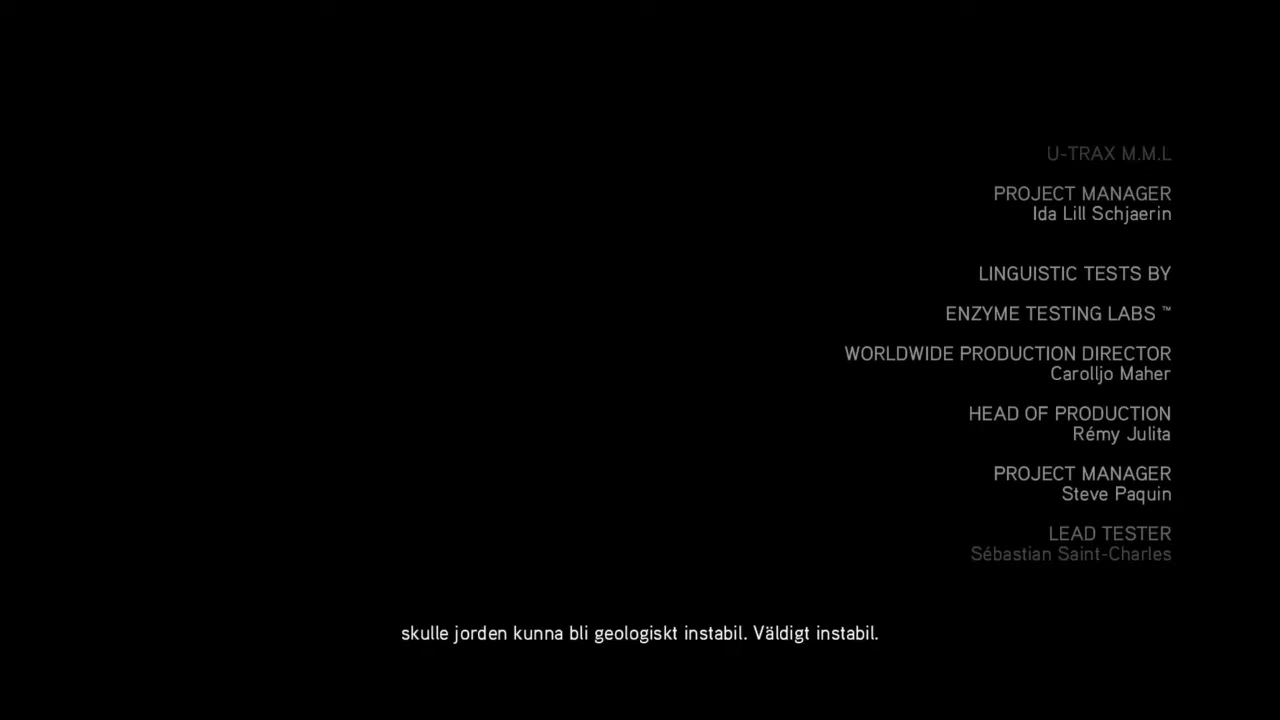 U-TRAX M.M.L
PROJECT MANAGER
Ida Lill Schjaerin
LINGUISTIC TESTS BY
ENZYME TESTING LABS ™
WORLDWIDE PRODUCTION DIRECTOR
Carolljo Maher
HEAD OF PRODUCTION
Rémy Julita
PROJECT MANAGER
Steve Paquin
LEAD TESTER
Sébastian Saint-Charles
skulle jorden kunna bli geologiskt instabil. Väldigt instabil.